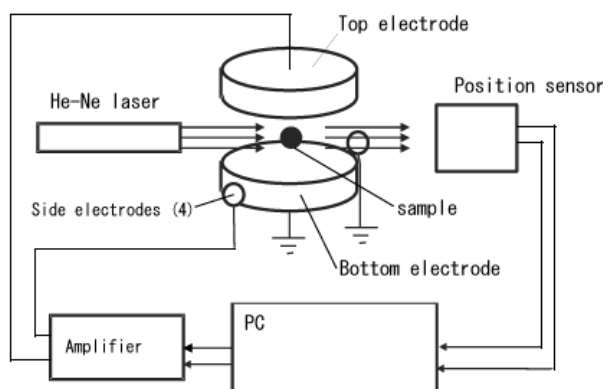 Top electrode
He-Ne laser
Position sensor
Side electrodes (4)
sample
Bottom electrode
PC
Amplifier